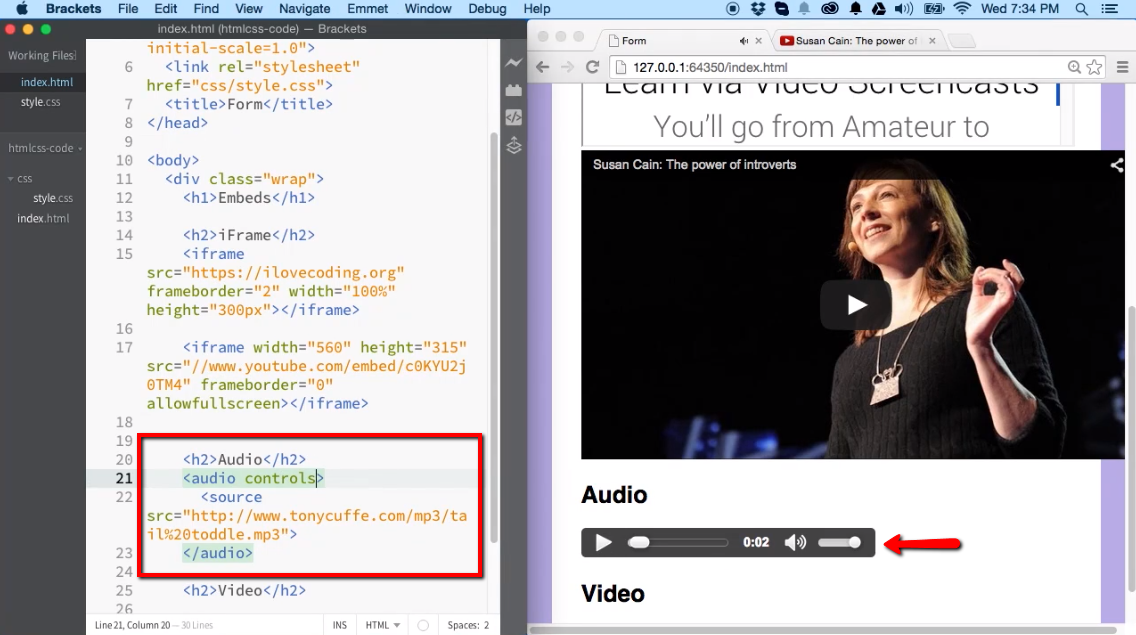 Brackets File Edit Find View Navigate Emmet Window Debug Help Wed 7:34 PM
index.html (htmlcss-code) — Brackets
Working Files
index.html
style.css
htmlcss-code
css
style.css
index.html
initial-scale=1.0">
6 <link rel="stylesheet"
href="css/style.css">
7 <title>Form</title>
8 </head>
9
10 <body>
11 <div class="wrap">
12 <h1>Embeds</h1>
13
14 <h2>iFrame</h2>
15 <iframe
src="https://ilovecoding.org"
frameborder="2" width="100%"
height="300px"></iframe>
16
17 <iframe width="560" height="315"
src="//www.youtube.com/embed/c0KYU2j
0TM4" frameborder="0"
allowfullscreen></iframe>
18
19
20 <h2>Audio</h2>
21 <audio controls>
22 <source
src="http://www.tonycuffe.com/mp3/ta
il%20toddle.mp3">
23 </audio>
24
25 <h2>Video</h2>
26
Line 21, Column 20 — 30 Lines
INS HTML Spaces: 2
Form
Susan Cain: The power of
127.0.0.1:64350/index.html
Learn via Video Screencasts
You'll go from Amateur to
Susan Cain: The power of introverts
Audio
0:02
Video